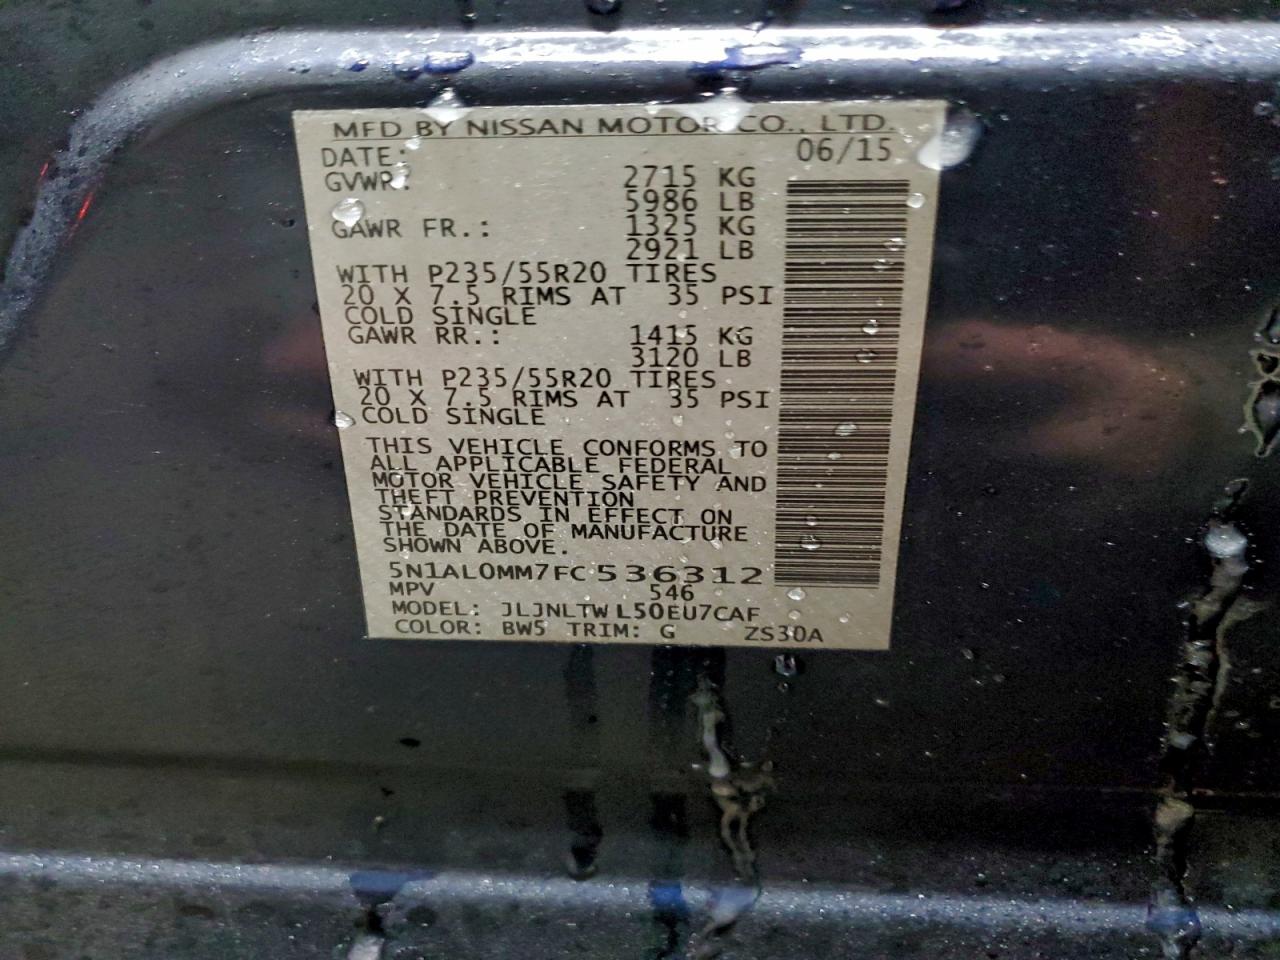 MFD BY NISSAN MOTOR CO., LTD.
DATE: 06/15
GVWR: 2715 KG
5986 LB
GAWR FR.: 1325 KG
2921 LB
WITH P235/55R20 TIRES
20 X 7.5 RIMS AT 35 PSI
COLD SINGLE
GAWR RR.: 1415 KG
3120 LB
WITH P235/55R20 TIRES
20 X 7.5 RIMS AT 35 PSI
COLD SINGLE
THIS VEHICLE CONFORMS TO
ALL APPLICABLE FEDERAL
MOTOR VEHICLE SAFETY AND
THEFT PREVENTION
STANDARDS IN EFFECT ON
THE DATE OF MANUFACTURE
SHOWN ABOVE.
5N1AL0MM7FC536312
MPV 546
MODEL: JLJNLTWL50EU7CAF
COLOR: BW5 TRIM: G ZS30A